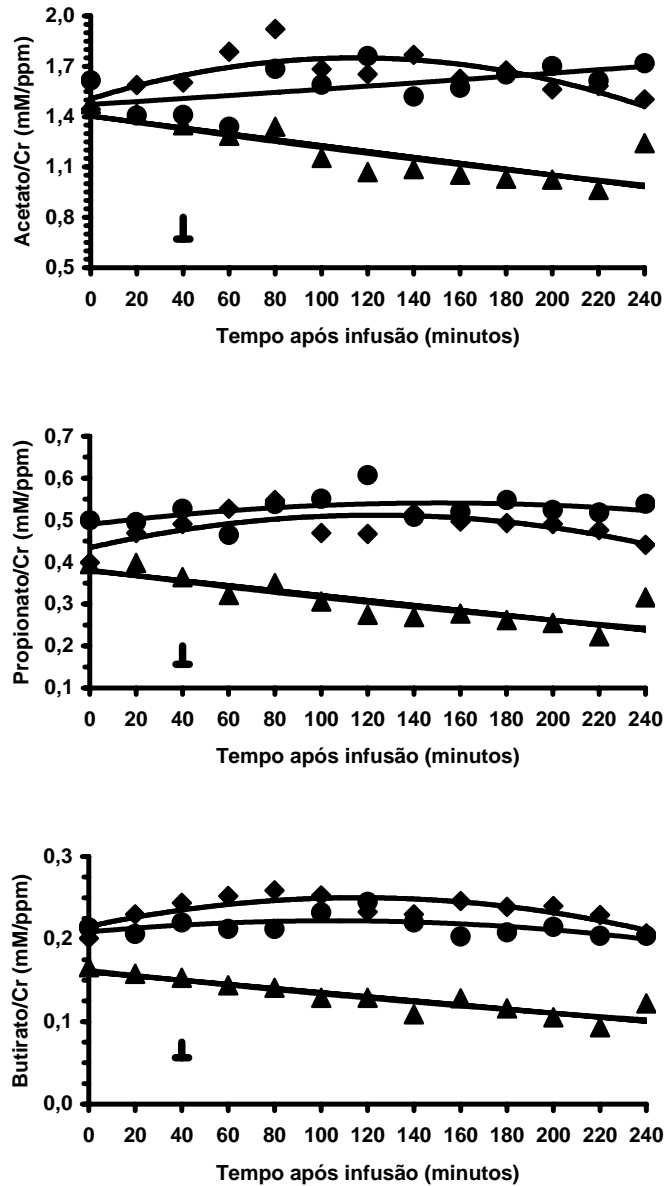 Acetato/Cr (mM/ppm)
2,0
1,7
1,4
1,1
0,8
0,5
0 20 40 60 80 100 120 140 160 180 200 220 240
Tempo após infusão (minutos)
Propionato/Cr (mM/ppm)
0,7
0,6
0,5
0,4
0,3
0,2
0,1
0 20 40 60 80 100 120 140 160 180 200 220 240
Tempo após infusão (minutos)
Butirato/Cr (mM/ppm)
0,3
0,2
0,1
0,0
0 20 40 60 80 100 120 140 160 180 200 220 240
Tempo após infusão (minutos)